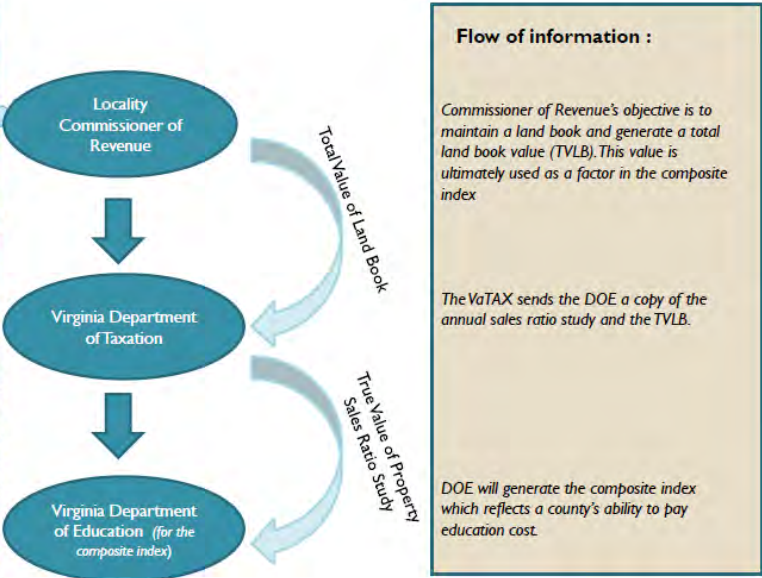 Locality
Commissioner of
Revenue
Total Value of Land Book
Virginia Department
of Taxation
True Value of Property
Sales Ratio Study
Virginia Department
of Education (for the
composite index)
Flow of information :
Commissioner of Revenue's objective is to
maintain a land book and generate a total
land book value (TVLB). This value is
ultimately used as a factor in the composite
index
The VaTAX sends the DOE a copy of the
annual sales ratio study and the TVLB.
DOE will generate the composite index
which reflects a county's ability to pay
education cost.